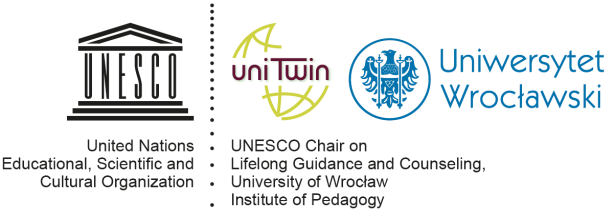 UNESCO
United Nations
Educational, Scientific and
Cultural Organization
uniTwin
Uniwersytet
Wrocławski
UNESCO Chair on
Lifelong Guidance and Counseling,
University of Wrocław
Institute of Pedagogy